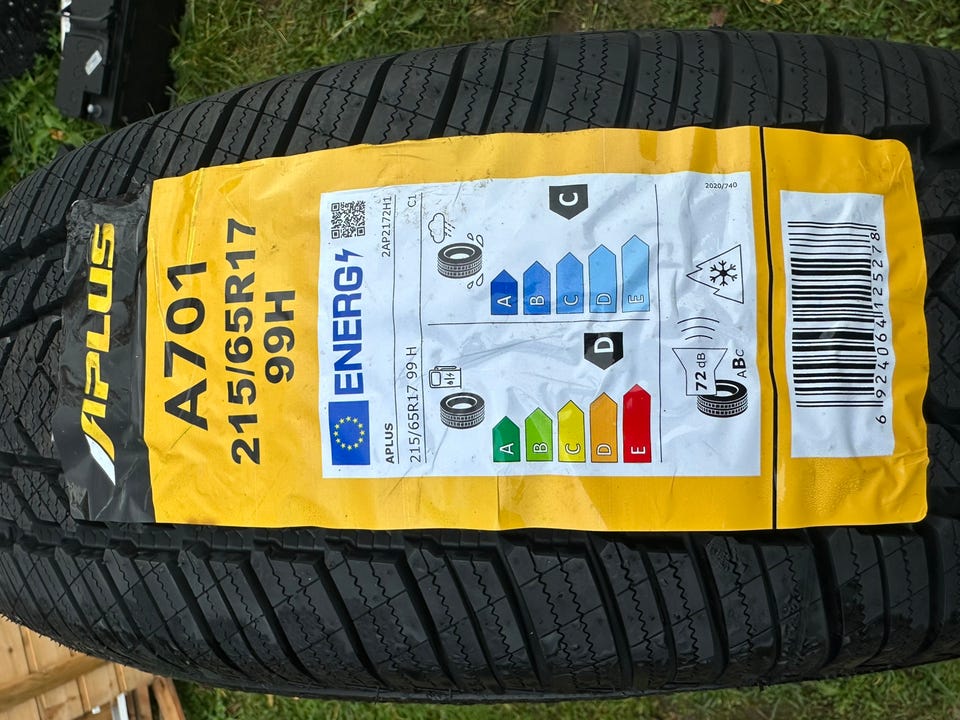 APLUS
A701
215/65R17
99H
ENERG
APLUS
2AP2172H1
215/65R17 99 H
C1
A
B
C
D
E
D
A
B
C
D
E
C
72 dB
ABC
2020/740
6 924064 125278